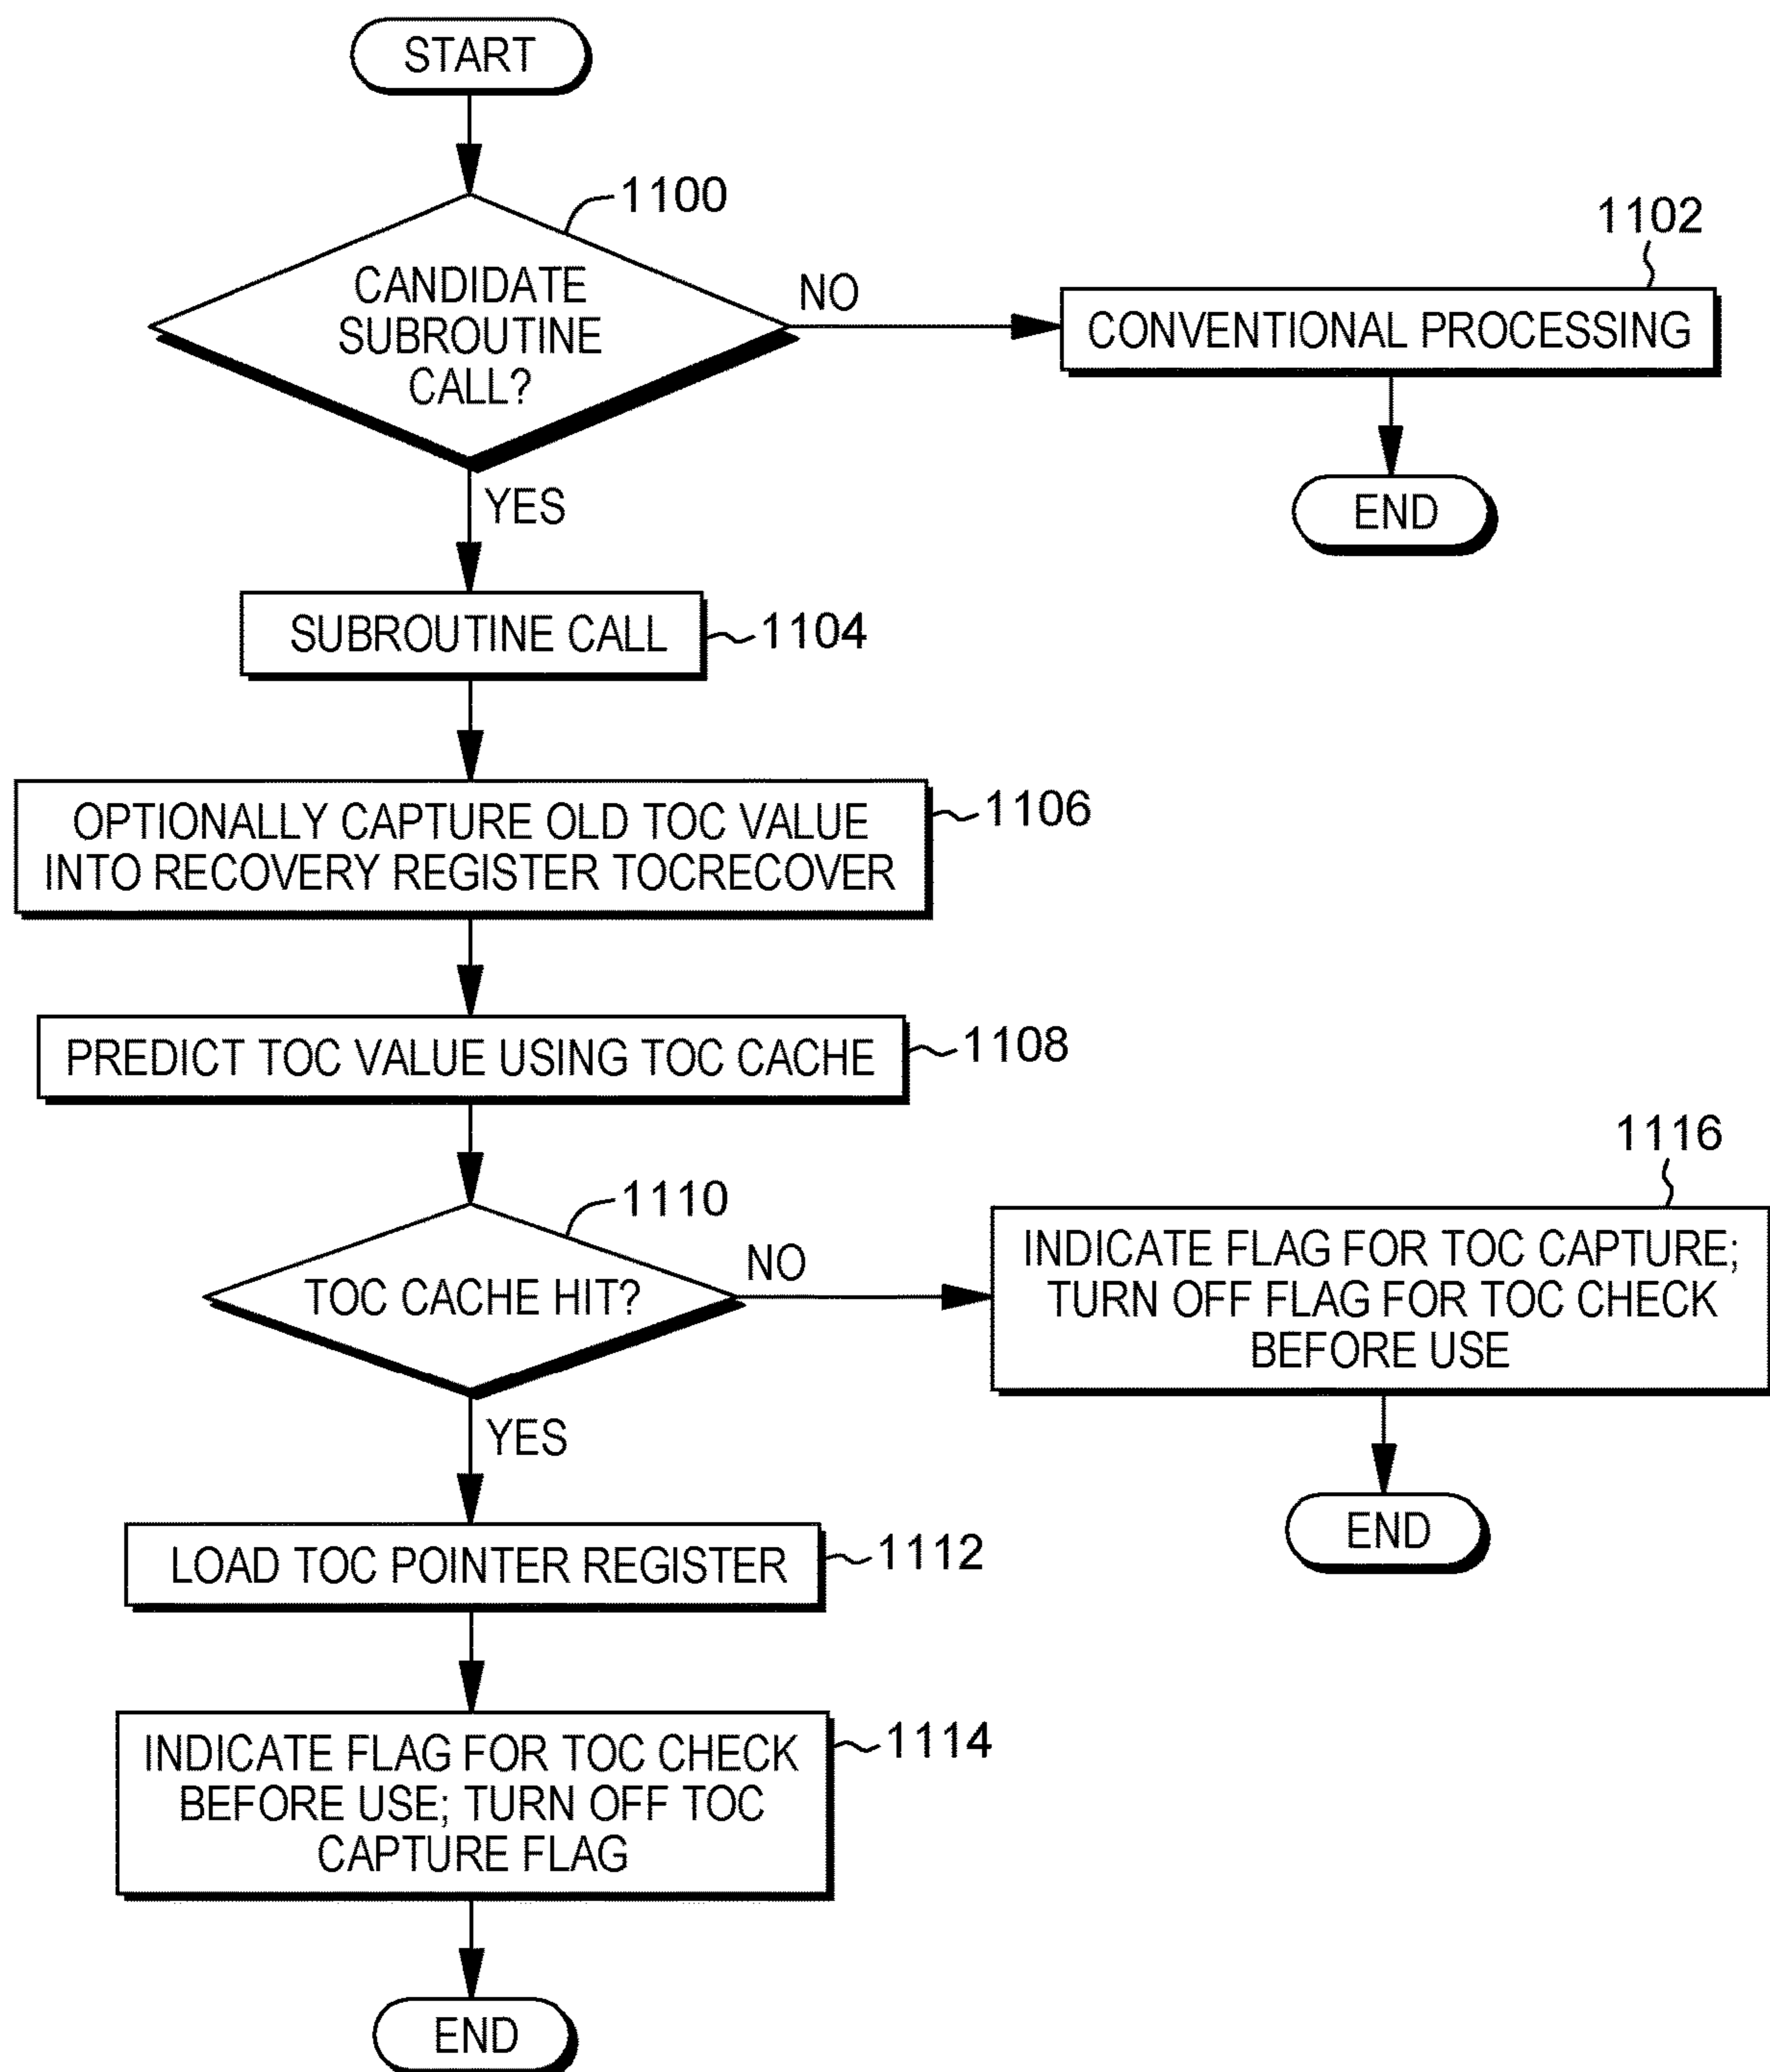 START
1100
CANDIDATE
SUBROUTINE
CALL?
NO
1102
CONVENTIONAL PROCESSING
END
YES
SUBROUTINE CALL
1104
OPTIONALLY CAPTURE OLD TOC VALUE
INTO RECOVERY REGISTER TOCRECOVER
1106
PREDICT TOC VALUE USING TOC CACHE
1108
1110
TOC CACHE HIT?
NO
1116
INDICATE FLAG FOR TOC CAPTURE;
TURN OFF FLAG FOR TOC CHECK
BEFORE USE
END
YES
LOAD TOC POINTER REGISTER
1112
INDICATE FLAG FOR TOC CHECK
BEFORE USE; TURN OFF TOC
CAPTURE FLAG
1114
END